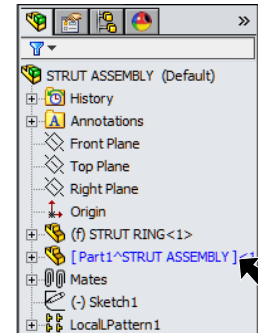 »
STRUT ASSEMBLY (Default)
History
A Annotations
Front Plane
Top Plane
Right Plane
Origin
(f) STRUT RING<1>
[ Part1^STRUT ASSEMBLY ]<1
Mates
(-) Sketch1
LocalLPattern1